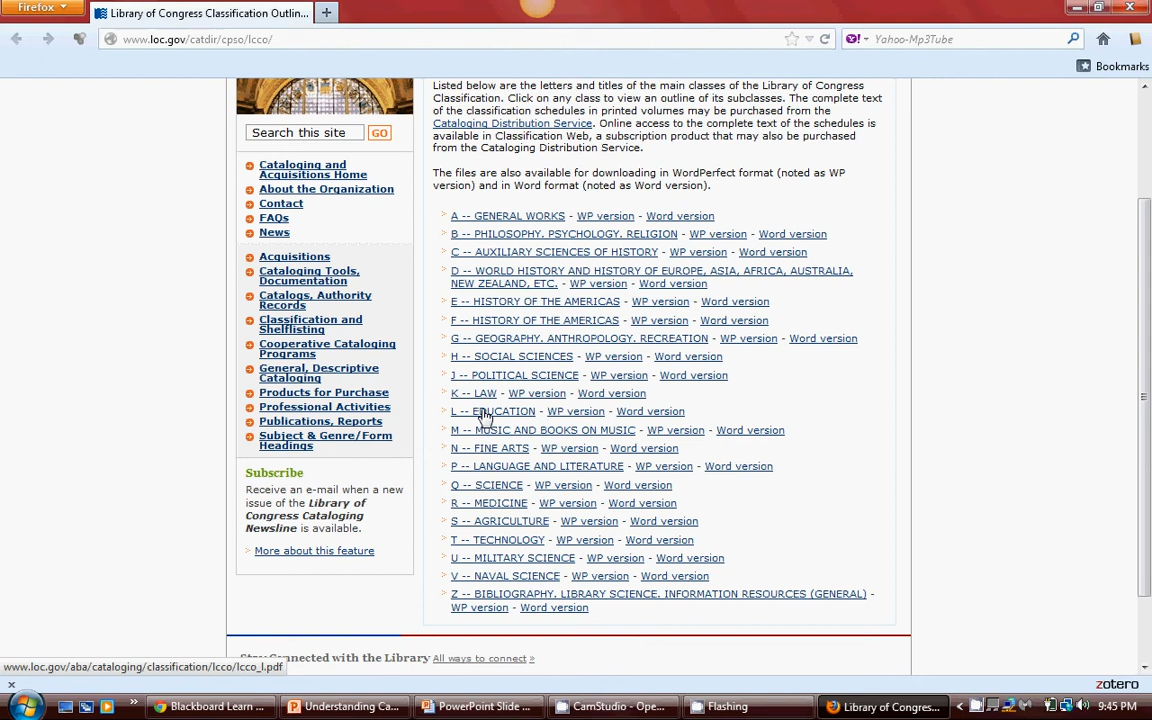 Firefox
Library of Congress Classification Outlin...
www.loc.gov/catdir/cpso/lcco/
Yahoo-Mp3Tube
Bookmarks
Search this site GO
Cataloging and
Acquisitions Home
About the Organization
Contact
FAQs
News
Acquisitions
Cataloging Tools,
Documentation
Catalogs, Authority
Records
Classification and
Shelflisting
Cooperative Cataloging
Programs
General, Descriptive
Cataloging
Products for Purchase
Professional Activities
Publications, Reports
Subject & Genre/Form
Headings
Subscribe
Receive an e-mail when a new
issue of the Library of
Congress Cataloging
Newsline is available.
More about this feature
Listed below are the letters and titles of the main classes of the Library of Congress
Classification. Click on any class to view an outline of its subclasses. The complete text
of the classification schedules in printed volumes may be purchased from the
Cataloging Distribution Service. Online access to the complete text of the schedules is
available in Classification Web, a subscription product that may also be purchased
from the Cataloging Distribution Service.
The files are also available for downloading in WordPerfect format (noted as WP
version) and in Word format (noted as Word version).
A -- GENERAL WORKS - WP version - Word version
B -- PHILOSOPHY. PSYCHOLOGY. RELIGION - WP version - Word version
C -- AUXILIARY SCIENCES OF HISTORY - WP version - Word version
D -- WORLD HISTORY AND HISTORY OF EUROPE, ASIA, AFRICA, AUSTRALIA,
NEW ZEALAND, ETC. - WP version - Word version
E -- HISTORY OF THE AMERICAS - WP version - Word version
F -- HISTORY OF THE AMERICAS - WP version - Word version
G -- GEOGRAPHY. ANTHROPOLOGY. RECREATION - WP version - Word version
H -- SOCIAL SCIENCES - WP version - Word version
J -- POLITICAL SCIENCE - WP version - Word version
K -- LAW - WP version - Word version
L -- EDUCATION - WP version - Word version
M -- MUSIC AND BOOKS ON MUSIC - WP version - Word version
N -- FINE ARTS - WP version - Word version
P -- LANGUAGE AND LITERATURE - WP version - Word version
Q -- SCIENCE - WP version - Word version
R -- MEDICINE - WP version - Word version
S -- AGRICULTURE - WP version - Word version
T -- TECHNOLOGY - WP version - Word version
U -- MILITARY SCIENCE - WP version - Word version
V -- NAVAL SCIENCE - WP version - Word version
Z -- BIBLIOGRAPHY. LIBRARY SCIENCE. INFORMATION RESOURCES (GENERAL) -
WP version - Word version
Stay Connected with the Library All ways to connect »
www.loc.gov/aba/cataloging/classification/lcco/lcco_l.pdf
zotero
Blackboard Learn ...
Understanding Ca...
PowerPoint Slide ...
CamStudio - Ope...
Flashing
Library of Congres...
9:45 PM